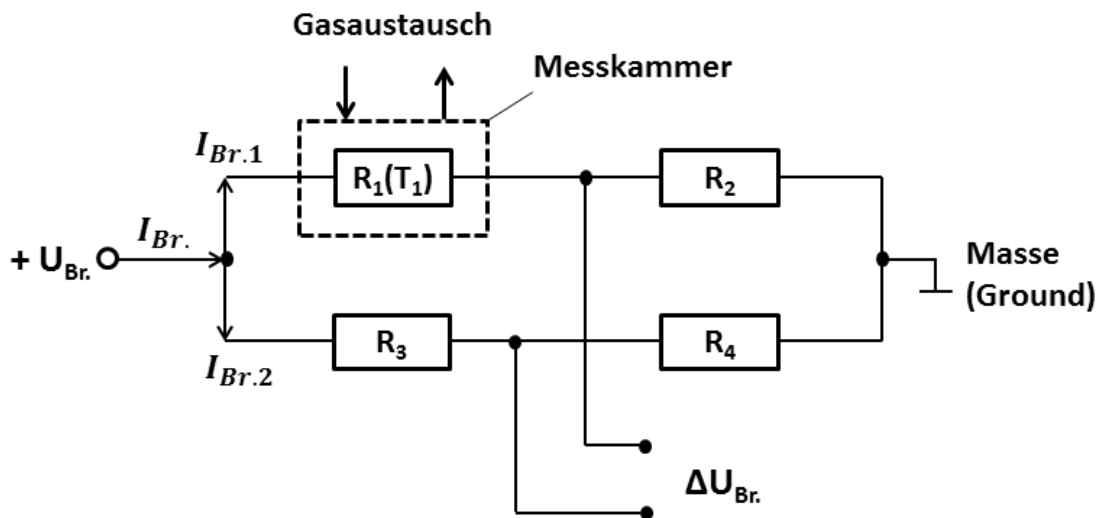 Gasaustausch
Messkammer
I_Br.1
R₁(T₁)
R₂
+ U_Br.
I_Br.
Masse
(Ground)
R₃
R₄
I_Br.2
ΔU_Br.